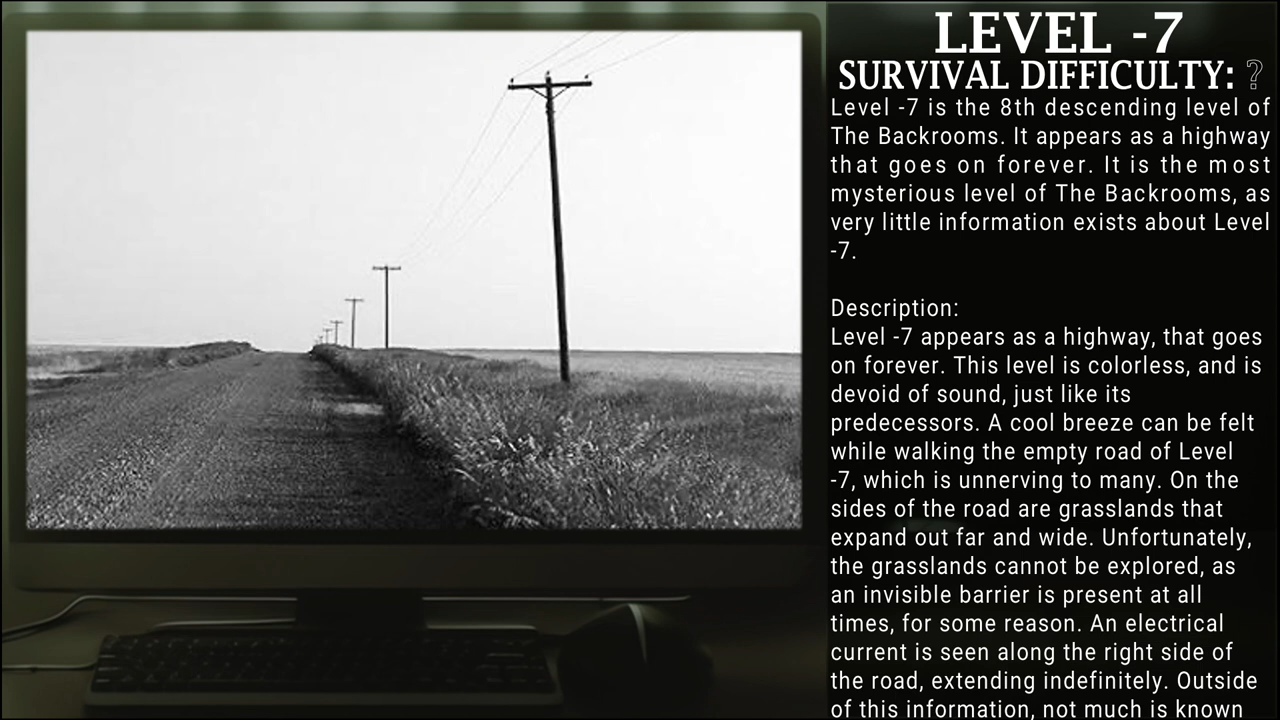 LEVEL -7
SURVIVAL DIFFICULTY: ?
Level -7 is the 8th descending level of
The Backrooms. It appears as a highway
that goes on forever. It is the most
mysterious level of The Backrooms, as
very little information exists about Level
-7.
Description:
Level -7 appears as a highway, that goes
on forever. This level is colorless, and is
devoid of sound, just like its
predecessors. A cool breeze can be felt
while walking the empty road of Level
-7, which is unnerving to many. On the
sides of the road are grasslands that
expand out far and wide. Unfortunately,
the grasslands cannot be explored, as
an invisible barrier is present at all
times, for some reason. An electrical
current is seen along the right side of
the road, extending indefinitely. Outside
of this information, not much is known